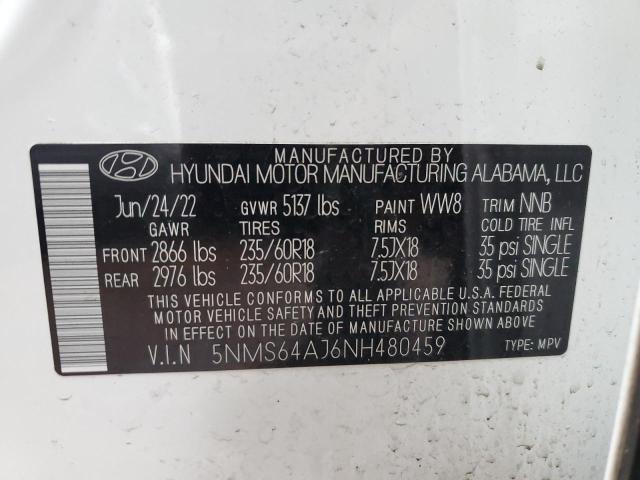 MANUFACTURED BY
HYUNDAI MOTOR MANUFACTURING ALABAMA, LLC
Jun/24/22 GVWR 5137 lbs PAINT WW8 TRIM NNB
GAWR TIRES RIMS COLD TIRE INFL
FRONT 2866 lbs 235/60R18 7.5JX18 35 psi SINGLE
REAR 2976 lbs 235/60R18 7.5JX18 35 psi SINGLE
THIS VEHICLE CONFORMS TO ALL APPLICABLE U.S.A. FEDERAL
MOTOR VEHICLE SAFETY AND THEFT PREVENTION STANDARDS
IN EFFECT ON THE DATE OF MANUFACTURE SHOWN ABOVE.
V.I.N 5NMS64AJ6NH480459 TYPE: MPV